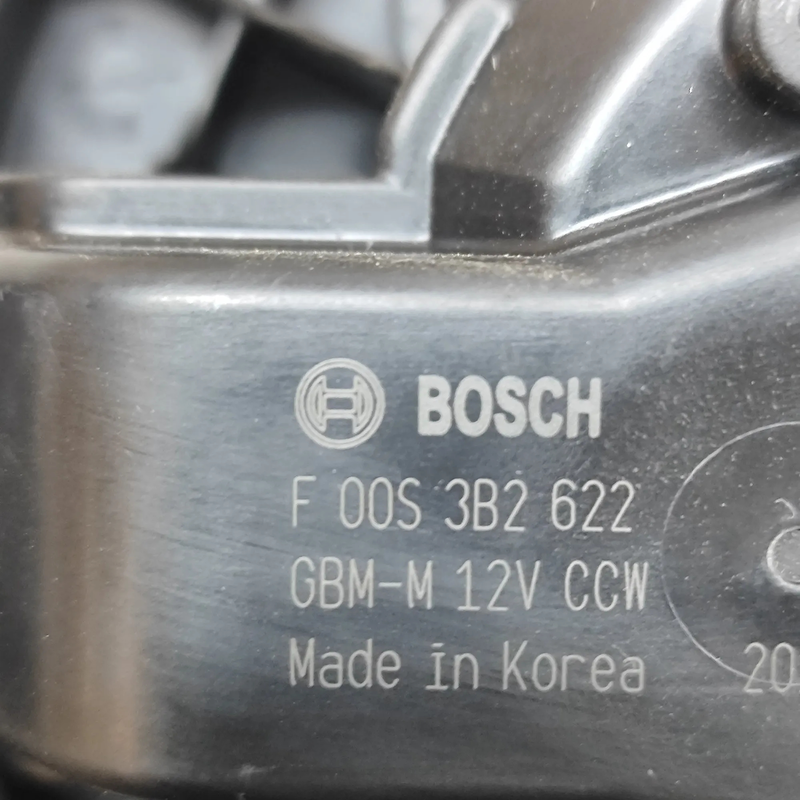 BOSCH
F 00S 3B2 622
GBM-M 12V CCW
Made in Korea
20